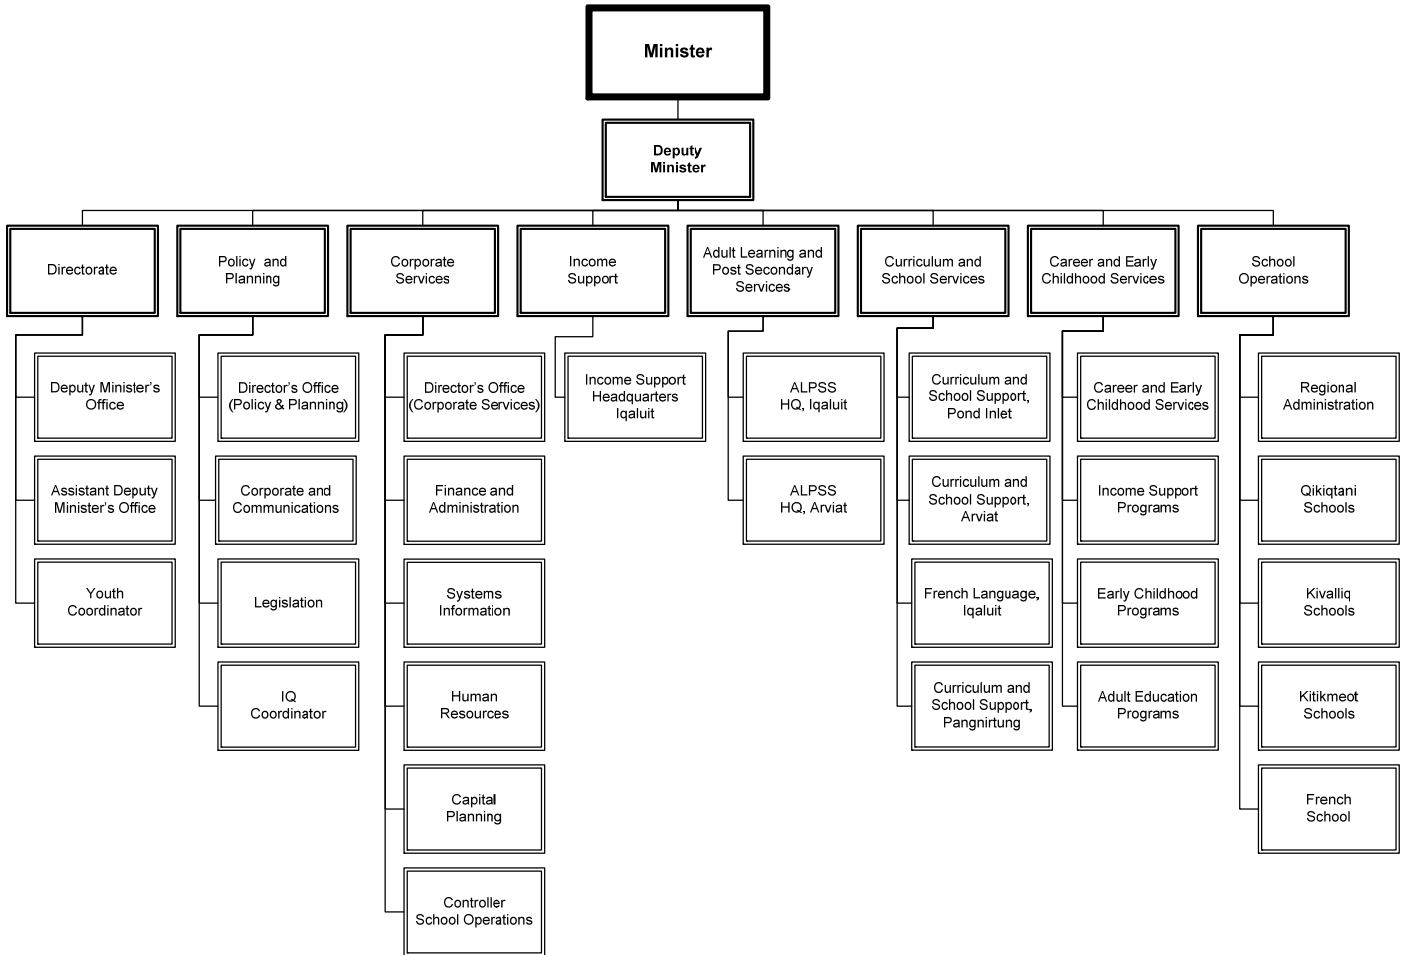 Minister
Deputy
Minister
Directorate
Policy and
Planning
Corporate
Services
Income
Support
Adult Learning and
Post Secondary
Services
Curriculum and
School Services
Career and Early
Childhood Services
School
Operations
Deputy Minister's
Office
Assistant Deputy
Minister's Office
Youth
Coordinator
Director's Office
(Policy & Planning)
Corporate and
Communications
Legislation
IQ
Coordinator
Director's Office
(Corporate Services)
Finance and
Administration
Systems
Information
Human
Resources
Capital
Planning
Controller
School Operations
Income Support
Headquarters
Iqaluit
ALPSS
HQ, Iqaluit
ALPSS
HQ, Arviat
Curriculum and
School Support,
Pond Inlet
Curriculum and
School Support,
Arviat
French Language,
Iqaluit
Curriculum and
School Support,
Pangnirtung
Career and Early
Childhood Services
Income Support
Programs
Early Childhood
Programs
Adult Education
Programs
Regional
Administration
Qikiqtani
Schools
Kivalliq
Schools
Kitikmeot
Schools
French
School